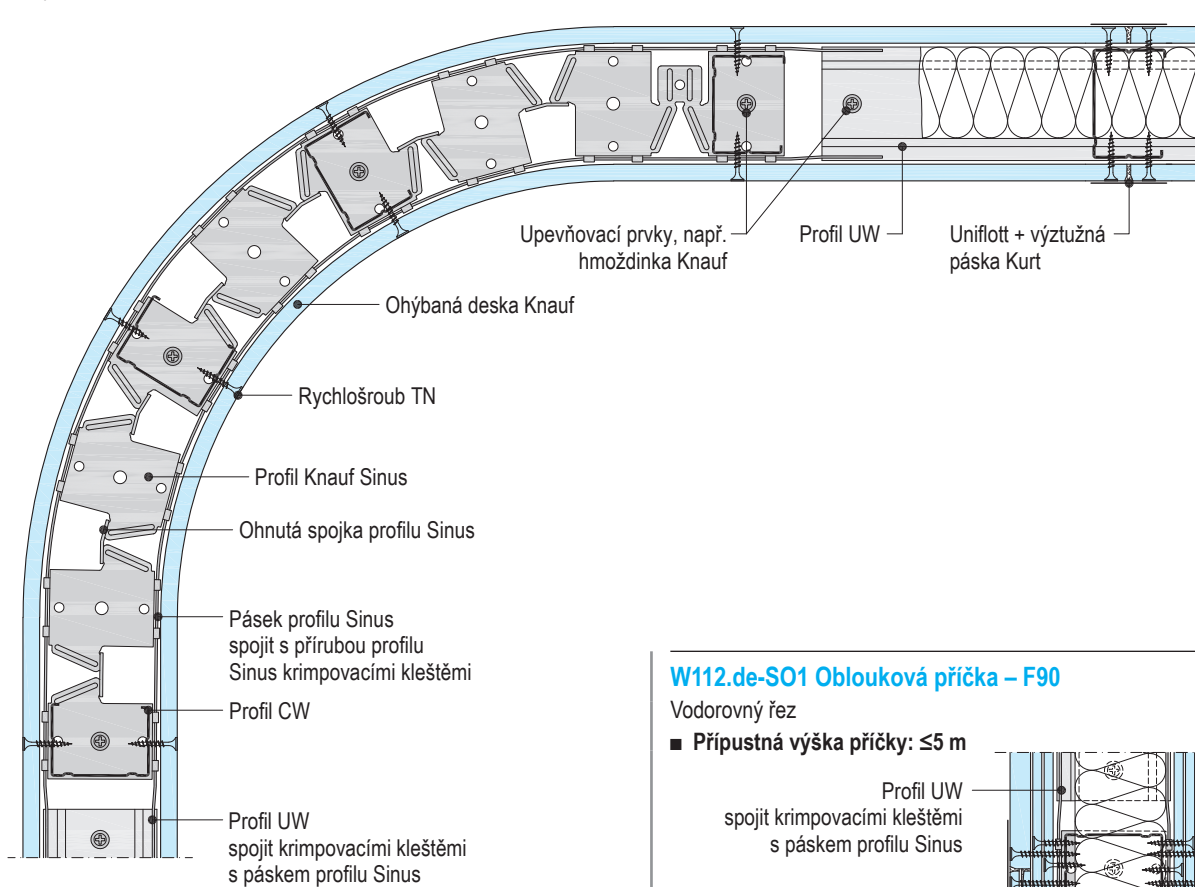 Upevňovací prvky, např.
hmoždinka Knauf
Profil UW
Uniflott + výztužná
páska Kurt
Ohýbaná deska Knauf
Rychlošroub TN
Profil Knauf Sinus
Ohnutá spojka profilu Sinus
Pásek profilu Sinus
spojit s přírubou profilu
Sinus krimpovacími kleštěmi
Profil CW
Profil UW
spojit krimpovacími kleštěmi
s páskem profilu Sinus
W112.de-SO1 Oblouková příčka – F90
Vodorovný řez
■ Přípustná výška příčky: ≤5 m
Profil UW
spojit krimpovacími kleštěmi
s páskem profilu Sinus